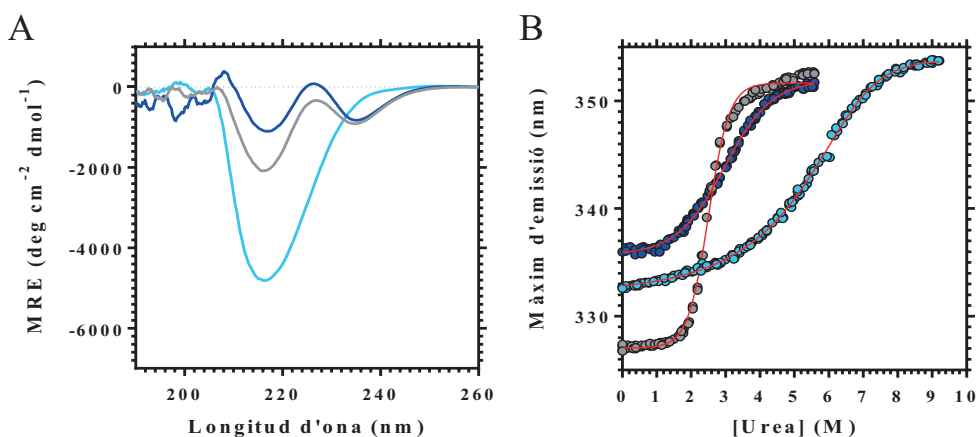 A
MRE (deg cm-2 dmol-1)
0
-2000
-4000
-6000
200 220 240 260
Longitud d'ona (nm)
B
Màxim d'emissió (nm)
350
340
330
0 1 2 3 4 5 6 7 8 9 10
[Urea] (M)